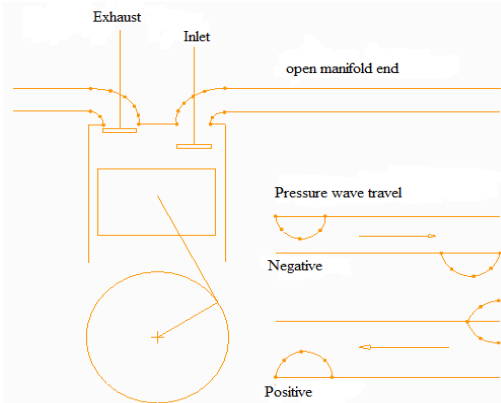 Exhaust
Inlet
open manifold end
Pressure wave travel
Negative
Positive